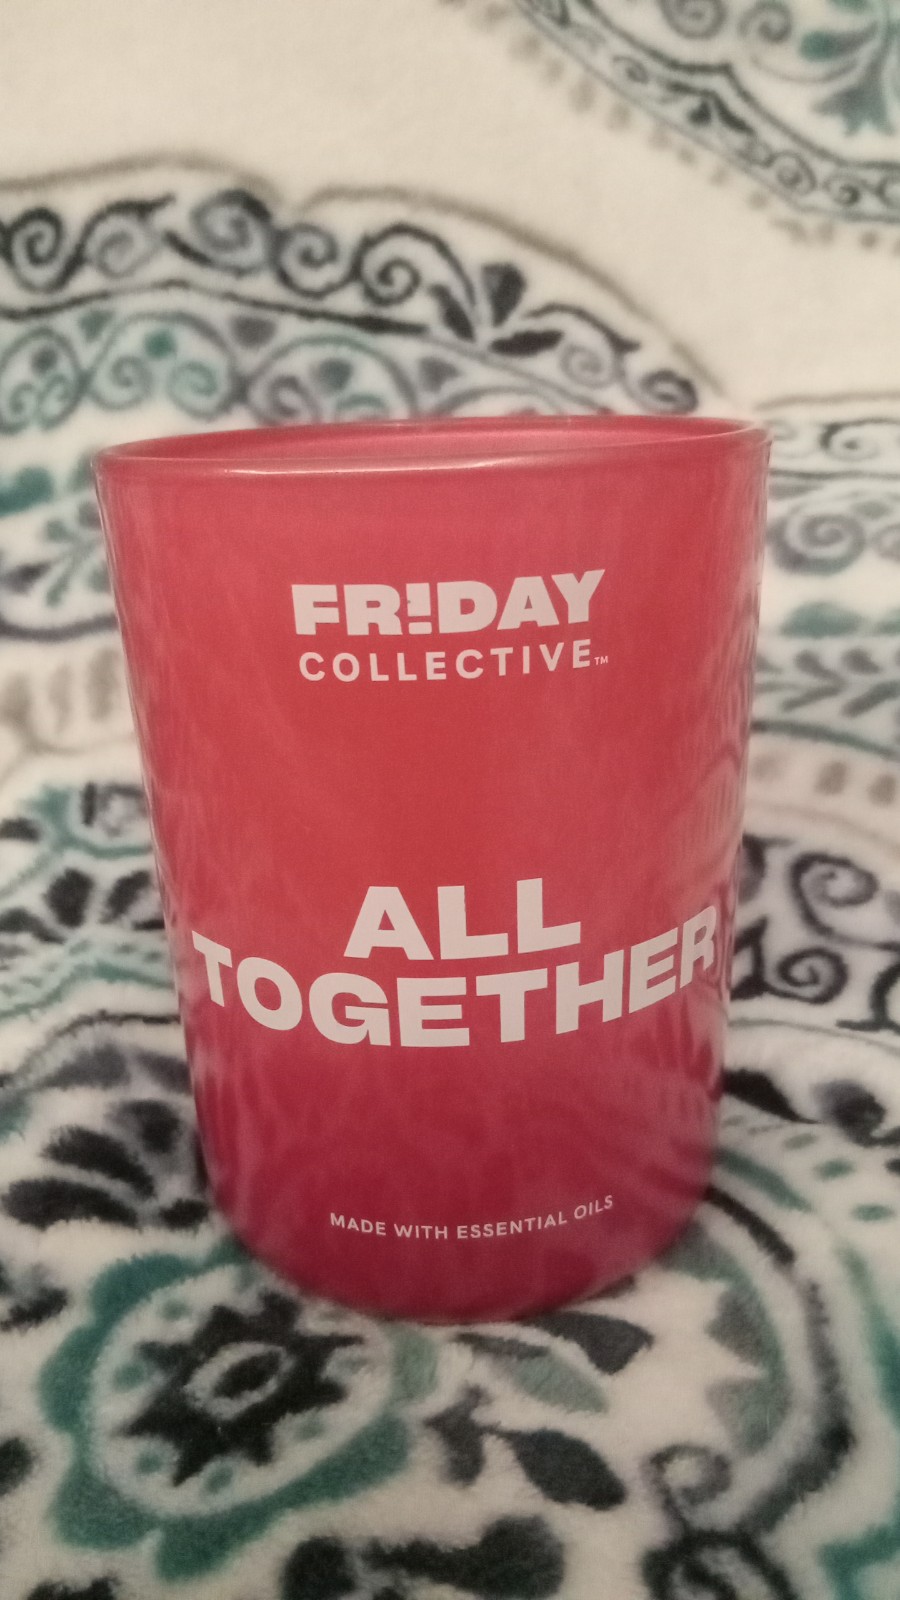 FR!DAY
COLLECTIVE™
ALL
TOGETHER
MADE WITH ESSENTIAL OILS